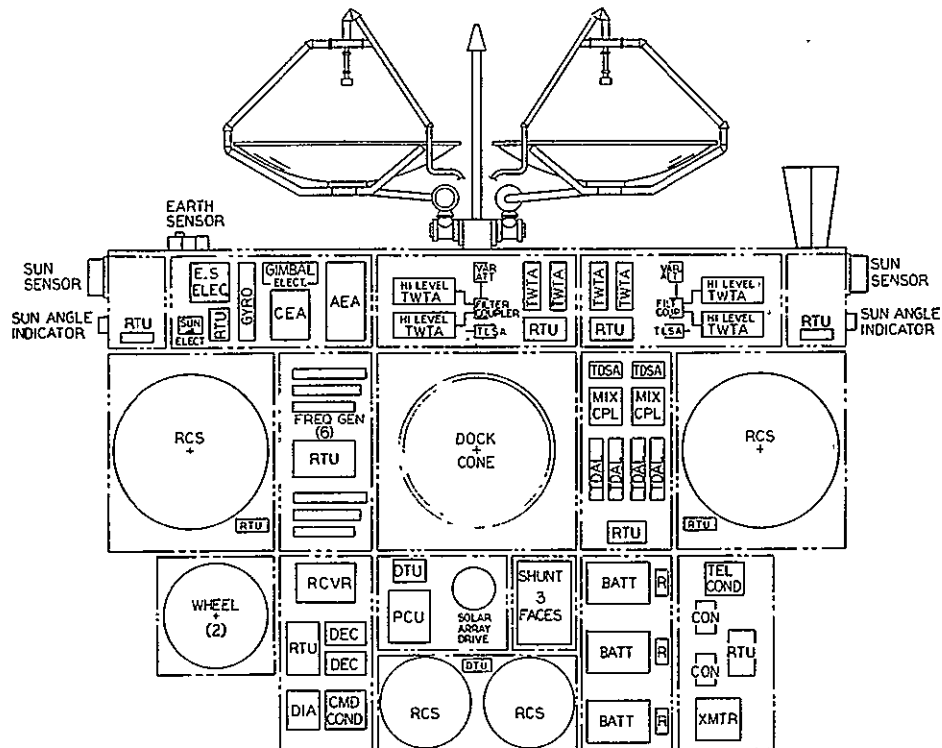 EARTH
SENSOR
SUN
SENSOR
SUN ANGLE
INDICATOR
RTU
E.S
ELEC
SUN
ELECT
RTU
GYRO
GIMBAL
ELECT.
CEA
AEA
HI LEVEL
TWTA
HI LEVEL
TWTA
VAR
ATT
FILTER
COUPLER
TLSA
TWTA
TWTA
RTU
TWTA
TWTA
RTU
VAR
AT
FILT
COUP
TLSA
HI LEVEL
TWTA
HI LEVEL
TWTA
RTU
SUN
SENSOR
SUN ANGLE
INDICATOR
RCS
+
RTU
FREQ GEN
(6)
RTU
DOCK
+
CONE
TDSA
TDSA
MIX
CPL
MIX
CPL
TDAL
TDAL
TDAL
TDAL
RTU
RCS
+
RTU
WHEEL
+
(2)
RCVR
RTU
DEC
DEC
DIA
CMD
COND
DTU
PCU
SOLAR
ARRAY
DRIVE
SHUNT
3
FACES
DTU
RCS
RCS
BATT
R
BATT
R
BATT
R
TEL
COND
CON
CON
RTU
XMTR